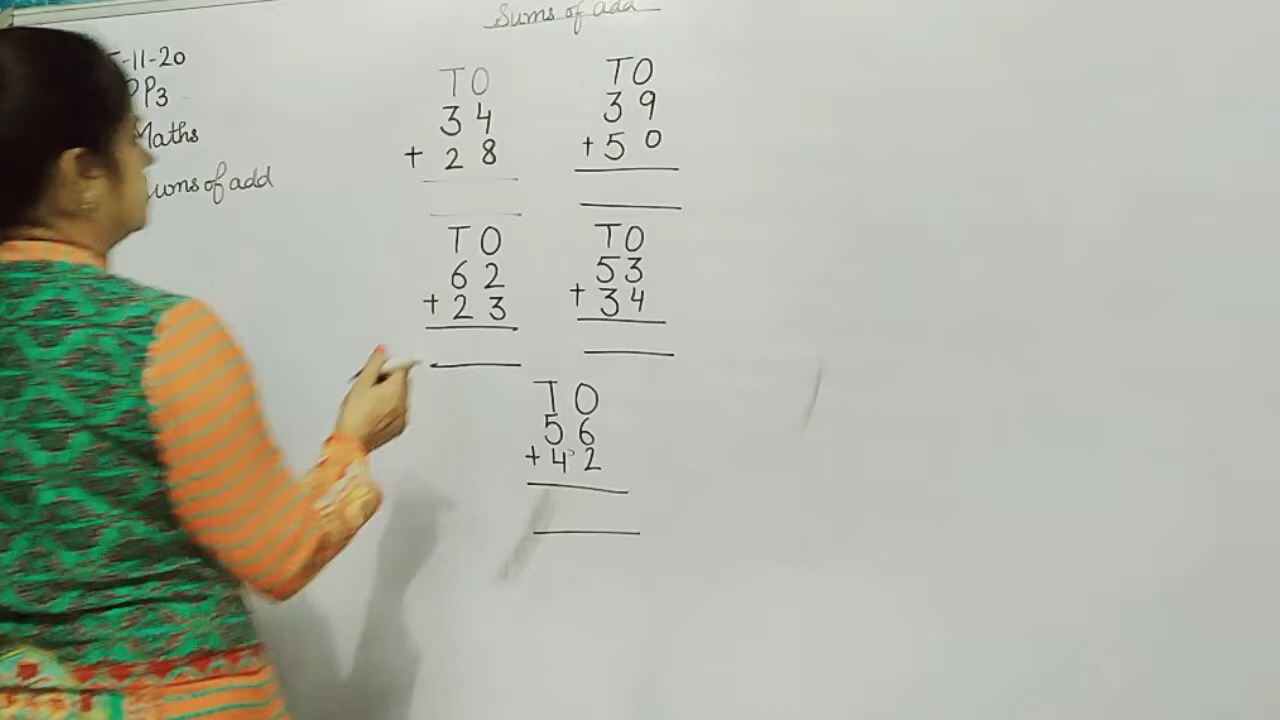 Sums of add
-11-20
P3
Maths
Sums of add
T O
3 4
+ 2 8
T O
3 9
+ 5 0
T O
6 2
+ 2 3
T O
5 3
+ 3 4
T O
5 6
+ 4 2